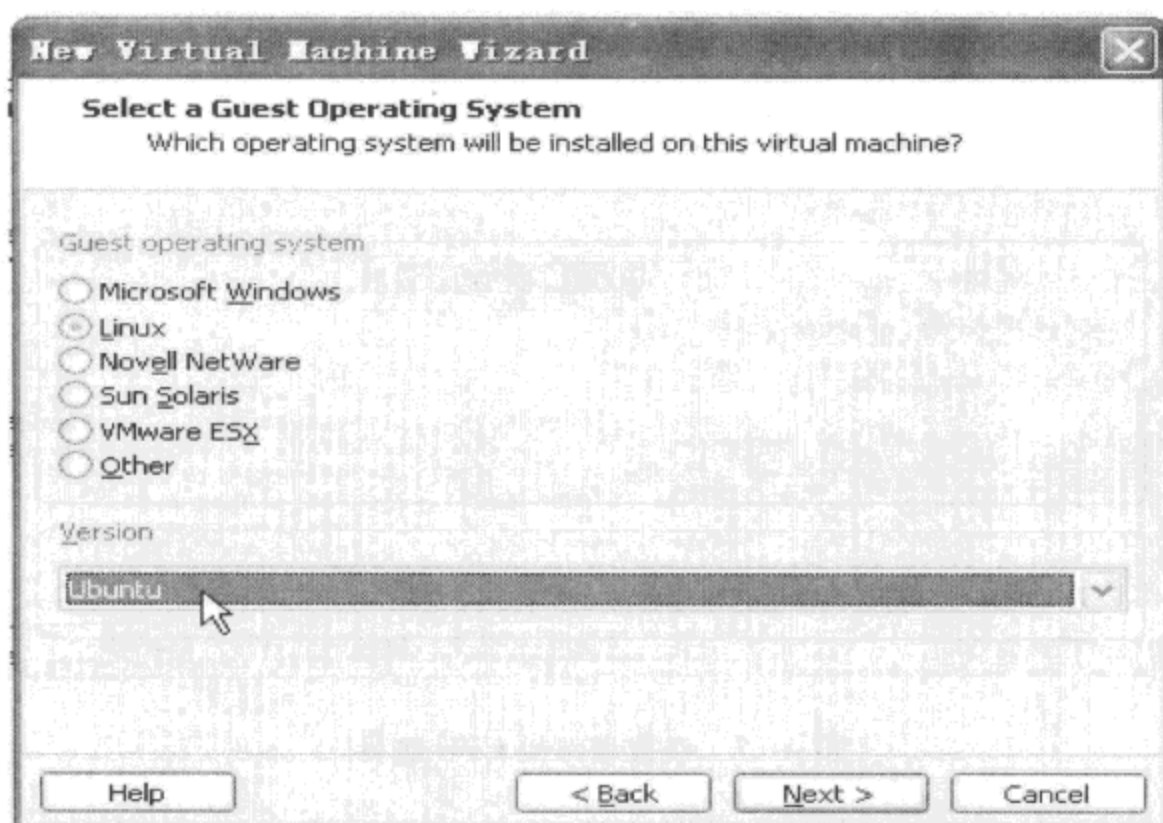 New Virtual Machine Wizard
Select a Guest Operating System
Which operating system will be installed on this virtual machine?
Guest operating system
Microsoft Windows
Linux
Novell NetWare
Sun Solaris
VMware ESX
Other
Version
Ubuntu
Help
< Back
Next >
Cancel